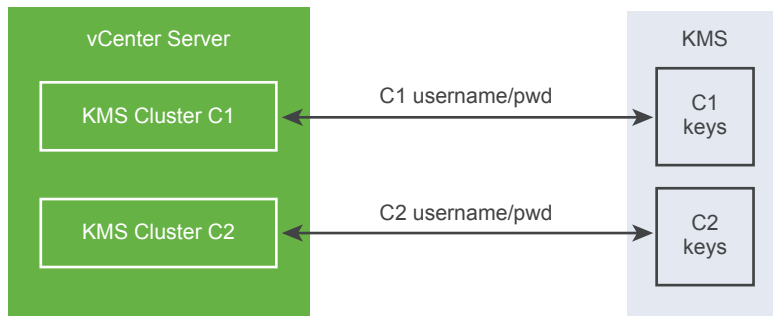 vCenter Server
KMS
KMS Cluster C1
C1 username/pwd
C1
keys
KMS Cluster C2
C2 username/pwd
C2
keys